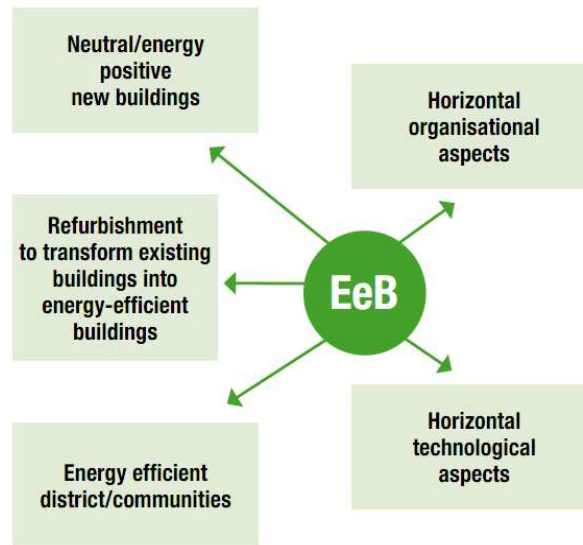 Neutral/energy
positive
new buildings
Horizontal
organisational
aspects
Refurbishment
to transform existing
buildings into
energy-efficient
buildings
EeB
Energy efficient
district/communities
Horizontal
technological
aspects